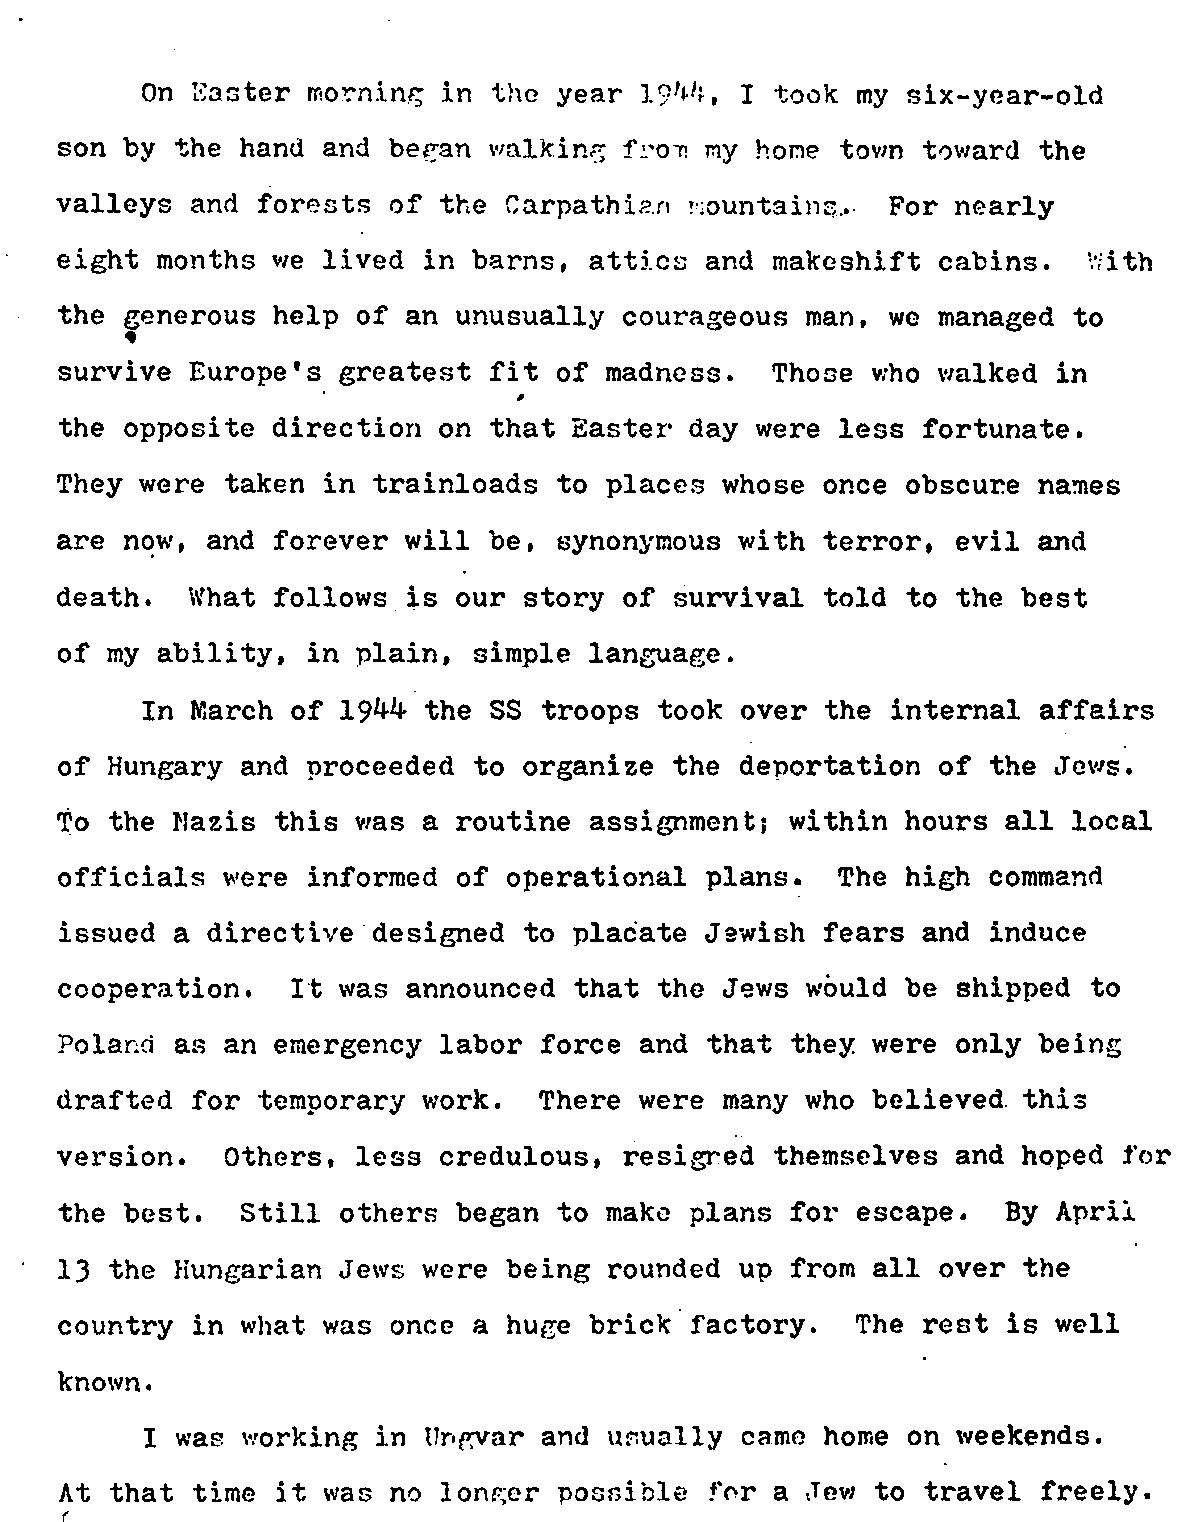 On Easter morning in the year 1944, I took my six-year-old
son by the hand and began walking from my home town toward the
valleys and forests of the Carpathian mountains. For nearly
eight months we lived in barns, attics and makeshift cabins. With
the generous help of an unusually courageous man, we managed to
survive Europe's greatest fit of madness. Those who walked in
the opposite direction on that Easter day were less fortunate.
They were taken in trainloads to places whose once obscure names
are now, and forever will be, synonymous with terror, evil and
death. What follows is our story of survival told to the best
of my ability, in plain, simple language.
In March of 1944 the SS troops took over the internal affairs
of Hungary and proceeded to organize the deportation of the Jews.
To the Nazis this was a routine assignment; within hours all local
officials were informed of operational plans. The high command
issued a directive designed to placate Jewish fears and induce
cooperation. It was announced that the Jews would be shipped to
Poland as an emergency labor force and that they were only being
drafted for temporary work. There were many who believed this
version. Others, less credulous, resigned themselves and hoped for
the best. Still others began to make plans for escape. By April
13 the Hungarian Jews were being rounded up from all over the
country in what was once a huge brick factory. The rest is well
known.
I was working in Ungvar and usually came home on weekends.
At that time it was no longer possible for a Jew to travel freely.